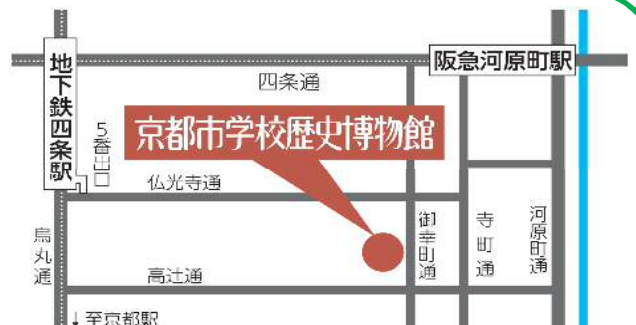 地下鉄四条駅
阪急河原町駅
四条通
5番出口
京都市学校歴史博物館
仏光寺通
烏丸通
御幸町通
寺町通
河原町通
高辻通
↓至京都駅